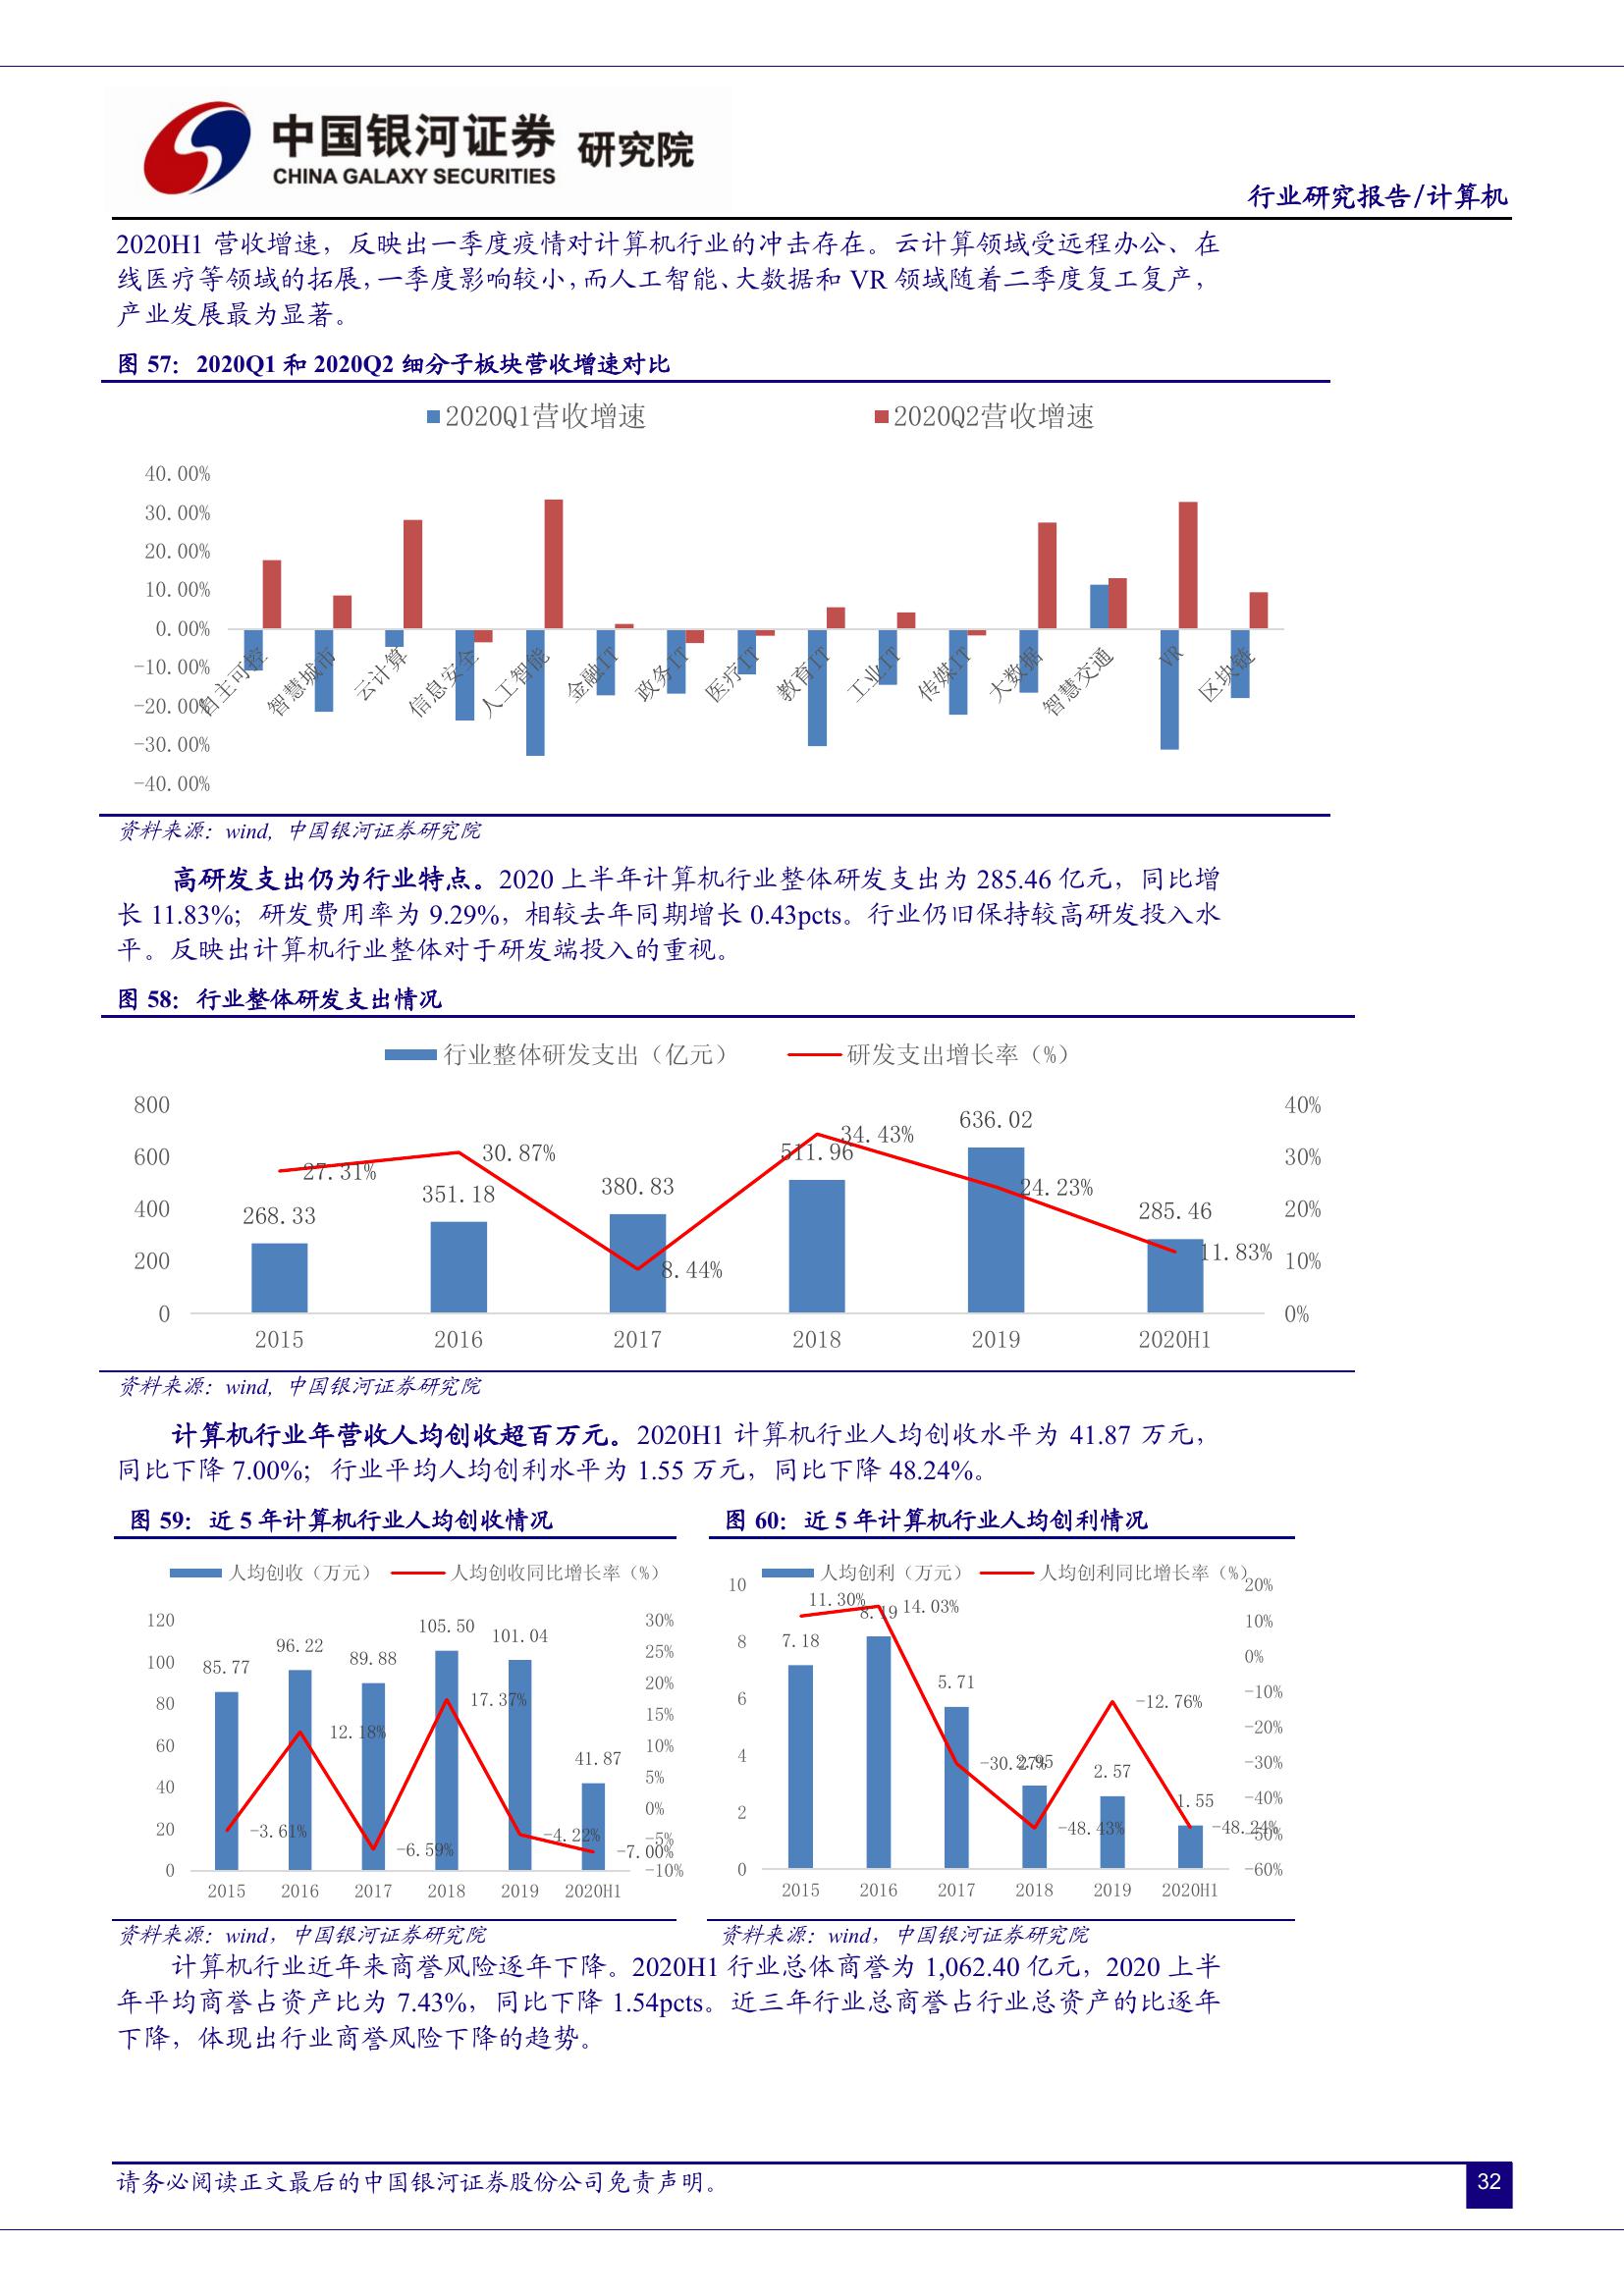 中国银河证券 研究院
CHINA GALAXY SECURITIES
行业研究报告/计算机
2020H1 营收增速，反映出一季度疫情对计算机行业的冲击存在。云计算领域受远程办公、在
线医疗等领域的拓展，一季度影响较小，而人工智能、大数据和 VR 领域随着二季度复工复产，
产业发展最为显著。
图 57：2020Q1 和 2020Q2 细分子板块营收增速对比
2020Q1营收增速 2020Q2营收增速
40.00%
30.00%
20.00%
10.00%
0.00%
-10.00%
-20.00%
-30.00%
-40.00%
自主可控 智慧城市 云计算 信息安全 人工智能 金融IT 政务IT 医疗IT 教育IT 工业IT 传媒IT 大数据 智慧交通 VR 区块链
资料来源：wind, 中国银河证券研究院
高研发支出仍为行业特点。2020 上半年计算机行业整体研发支出为 285.46 亿元，同比增
长 11.83%；研发费用率为 9.29%，相较去年同期增长 0.43pcts。行业仍旧保持较高研发投入水
平。反映出计算机行业整体对于研发端投入的重视。
图 58：行业整体研发支出情况
行业整体研发支出（亿元） 研发支出增长率（%）
800
600
400
200
0
268.33 351.18 380.83 511.96 636.02 285.46
27.31% 30.87% 8.44% 34.43% 24.23% 11.83%
40%
30%
20%
10%
0%
2015 2016 2017 2018 2019 2020H1
资料来源：wind, 中国银河证券研究院
计算机行业年营收人均创收超百万元。2020H1 计算机行业人均创收水平为 41.87 万元，
同比下降 7.00%；行业平均人均创利水平为 1.55 万元，同比下降 48.24%。
图 59：近 5 年计算机行业人均创收情况
人均创收（万元） 人均创收同比增长率（%）
120
100
80
60
40
20
0
85.77 96.22 89.88 105.50 101.04 41.87
-3.61% 12.18% -6.59% 17.37% -4.22% -7.00%
30%
25%
20%
15%
10%
5%
0%
-5%
-10%
2015 2016 2017 2018 2019 2020H1
资料来源：wind，中国银河证券研究院
图 60：近 5 年计算机行业人均创利情况
人均创利（万元） 人均创利同比增长率（%）
10
8
6
4
2
0
7.18 8.19 5.71 2.95 2.57 1.55
11.30% 14.03% -30.27% -48.43% -12.76% -48.24%
20%
10%
0%
-10%
-20%
-30%
-40%
-50%
-60%
2015 2016 2017 2018 2019 2020H1
资料来源：wind，中国银河证券研究院
计算机行业近年来商誉风险逐年下降。2020H1 行业总体商誉为 1,062.40 亿元，2020 上半
年平均商誉占资产比为 7.43%，同比下降 1.54pcts。近三年行业总商誉占行业总资产的比逐年
下降，体现出行业商誉风险下降的趋势。
请务必阅读正文最后的中国银河证券股份公司免责声明。
32